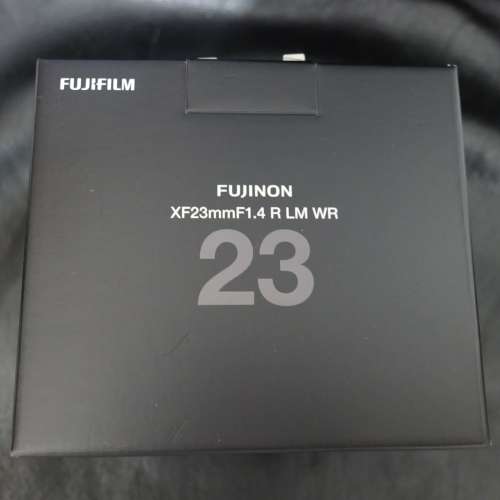 FUJIFILM
FUJINON
XF23mmF1.4 R LM WR
23